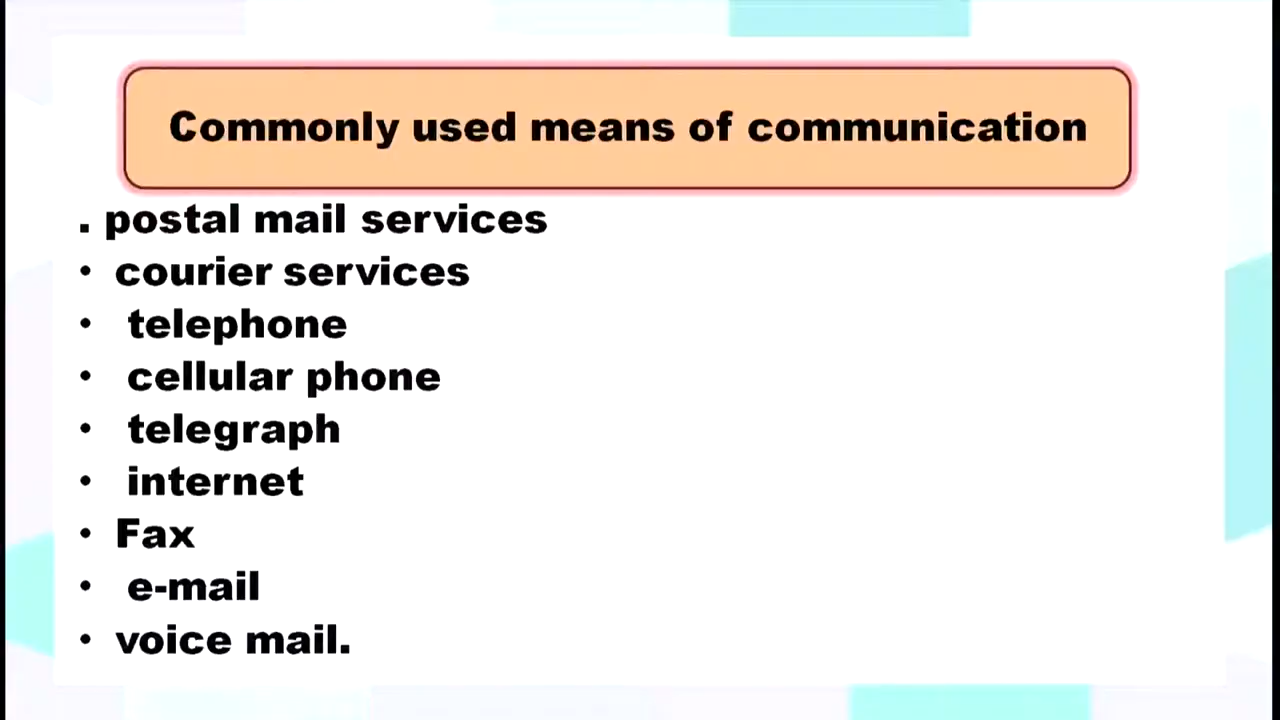 Commonly used means of communication
. postal mail services
• courier services
• telephone
• cellular phone
• telegraph
• internet
• Fax
• e-mail
• voice mail.